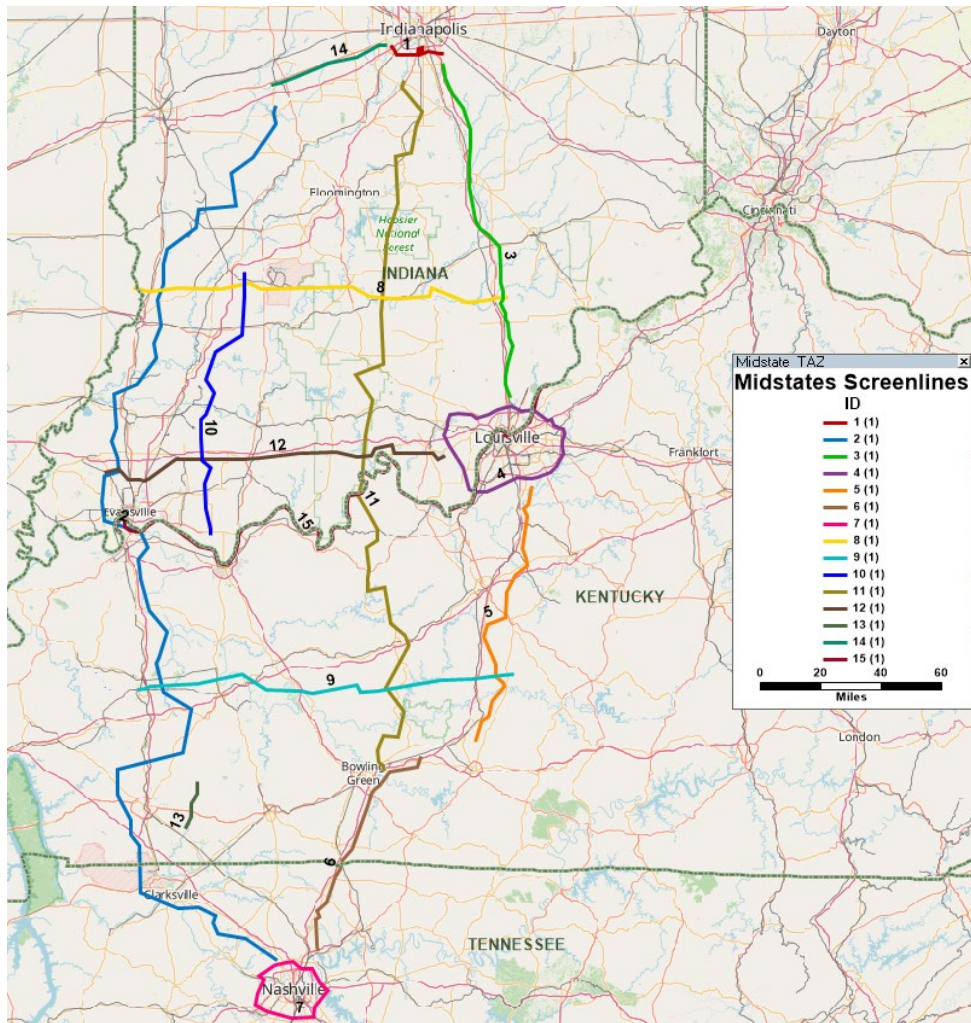 Indianapolis
Dayton
14
1
Bloomington
Cincinnati
Hoosier
National
Forest
3
INDIANA
8
Midstate TAZ
Midstates Screenlines
ID
1 (1)
2 (1)
3 (1)
4 (1)
5 (1)
6 (1)
7 (1)
8 (1)
9 (1)
10 (1)
11 (1)
12 (1)
13 (1)
14 (1)
15 (1)
0 20 40 60
Miles
10
12
Louisville
Frankfort
4
11
2
Evansville
15
KENTUCKY
5
9
London
Bowling
Green
13
6
Clarksville
TENNESSEE
Nashville
7